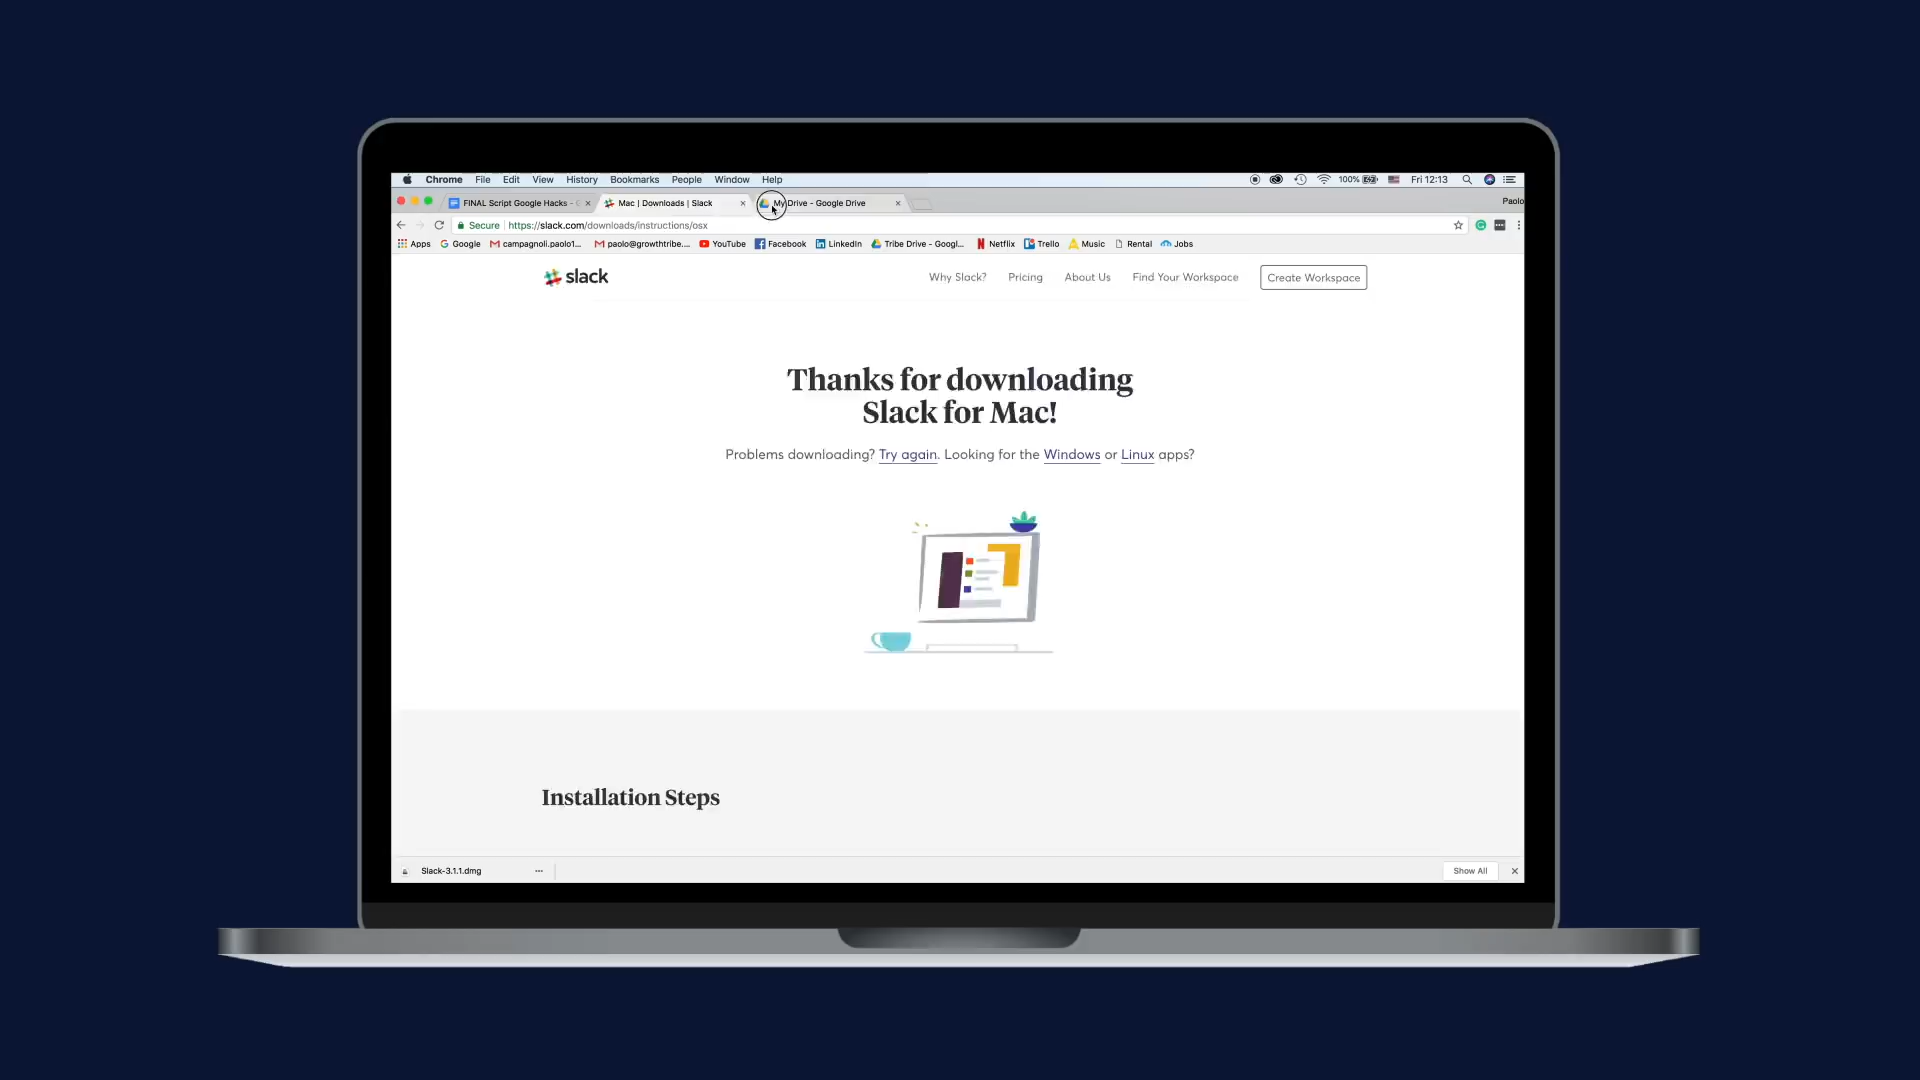 Chrome File Edit View History Bookmarks People Window Help 100% Fri 12:13
FINAL Script Google Hacks - Mac | Downloads | Slack My Drive - Google Drive Paolo
Secure https://slack.com/downloads/instructions/osx
Apps Google campagnoli.paolo1... paolo@growthtribe.... YouTube Facebook LinkedIn Tribe Drive - Googl... Netflix Trello Music Rental Jobs
slack Why Slack? Pricing About Us Find Your Workspace Create Workspace
Thanks for downloading
Slack for Mac!
Problems downloading? Try again. Looking for the Windows or Linux apps?
Installation Steps
Slack-3.1.1.dmg Show All